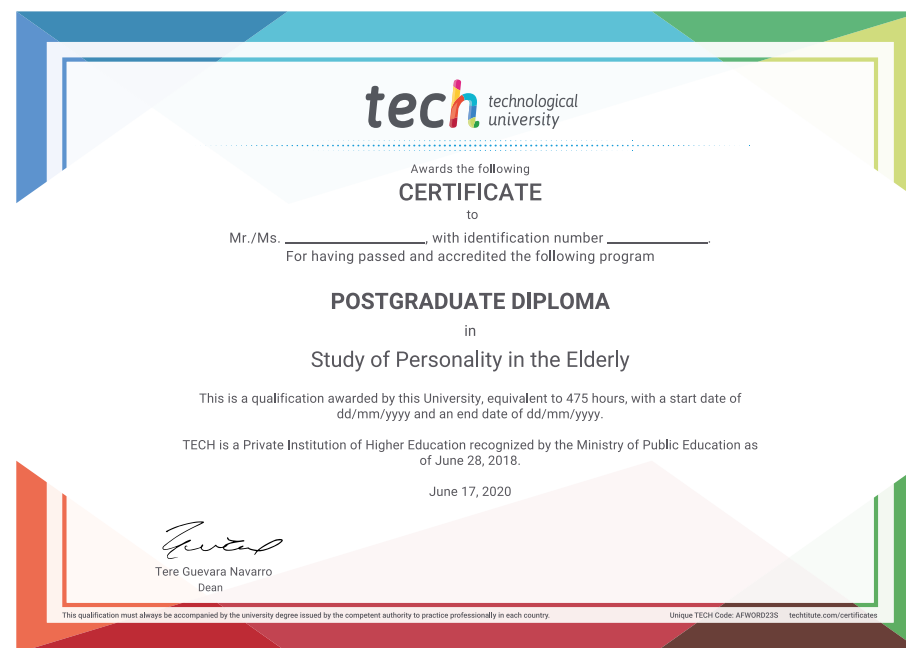 tech technological
university
Awards the following
CERTIFICATE
to
Mr./Ms. ____________________, with identification number ______________.
For having passed and accredited the following program
POSTGRADUATE DIPLOMA
in
Study of Personality in the Elderly
This is a qualification awarded by this University, equivalent to 475 hours, with a start date of
dd/mm/yyyy and an end date of dd/mm/yyyy.
TECH is a Private Institution of Higher Education recognized by the Ministry of Public Education as
of June 28, 2018.
June 17, 2020
Tere Guevara Navarro
Dean
This qualification must always be accompanied by the university degree issued by the competent authority to practice professionally in each country. Unique TECH Code: AFWORD23S techtitute.com/certificates